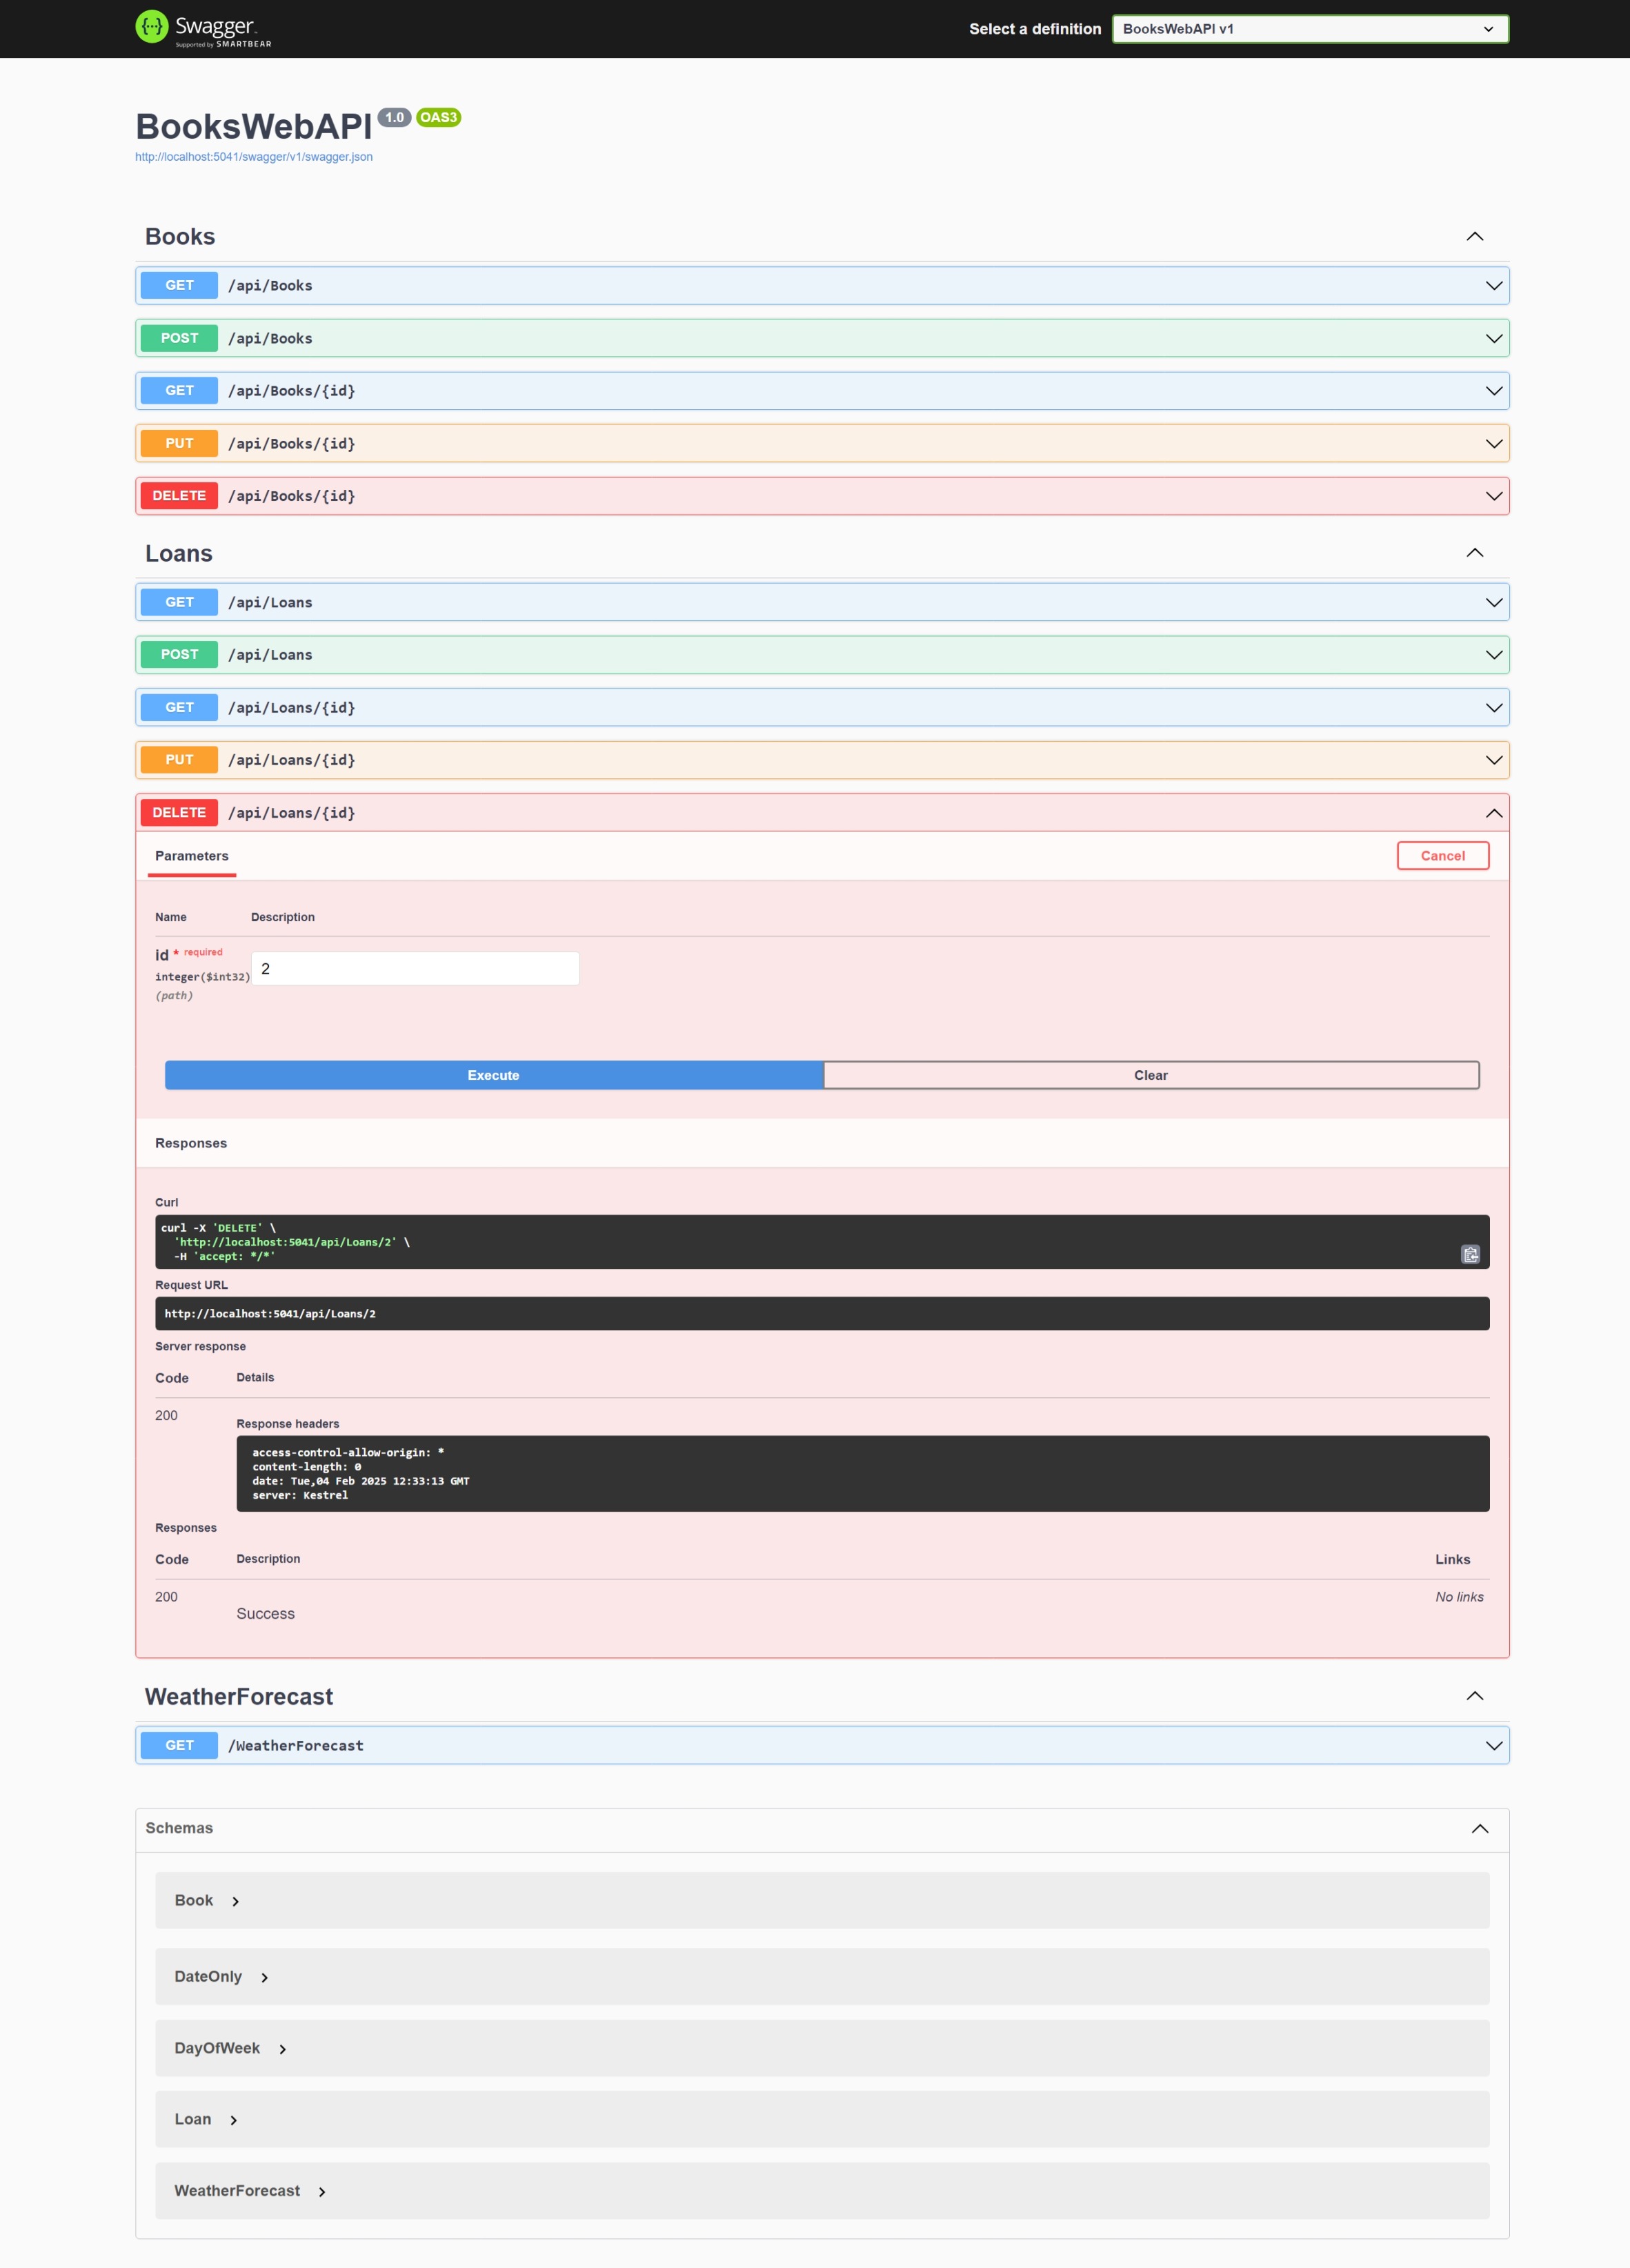 Swagger
Supported by SMARTBEAR
Select a definition
BooksWebAPI v1
BooksWebAPI 1.0 OAS3
http://localhost:5041/swagger/v1/swagger.json
Books
GET /api/Books
POST /api/Books
GET /api/Books/{id}
PUT /api/Books/{id}
DELETE /api/Books/{id}
Loans
GET /api/Loans
POST /api/Loans
GET /api/Loans/{id}
PUT /api/Loans/{id}
DELETE /api/Loans/{id}
Parameters
Cancel
Name Description
id * required
integer($int32)
(path)
2
Execute
Clear
Responses
Curl
curl -X 'DELETE' \
'http://localhost:5041/api/Loans/2' \
-H 'accept: */*'
Request URL
http://localhost:5041/api/Loans/2
Server response
Code Details
200
Response headers
access-control-allow-origin: *
content-length: 0
date: Tue,04 Feb 2025 12:33:13 GMT
server: Kestrel
Responses
Code Description Links
200
Success
No links
WeatherForecast
GET /WeatherForecast
Schemas
Book
DateOnly
DayOfWeek
Loan
WeatherForecast